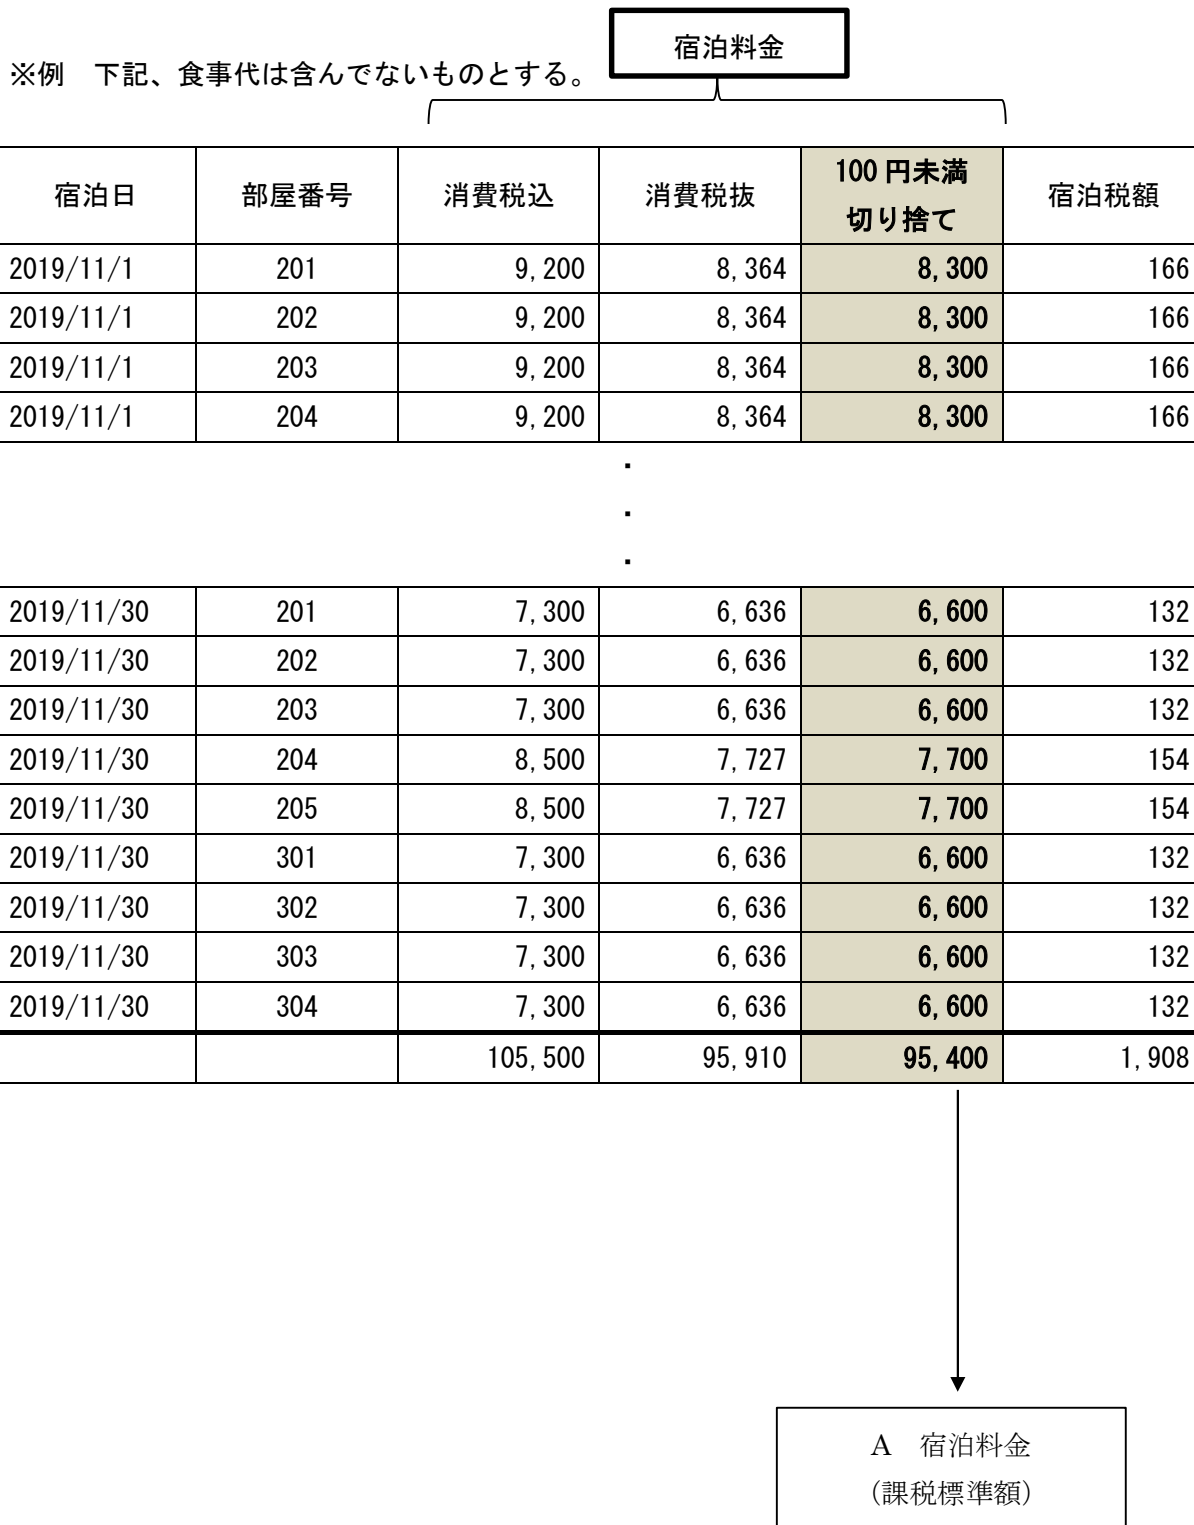 宿泊料金
※例　下記、食事代は含んでないものとする。
宿泊日 部屋番号 消費税込 消費税抜 100 円未満 宿泊税額
切り捨て
2019/11/1 201 9,200 8,364 8,300 166
2019/11/1 202 9,200 8,364 8,300 166
2019/11/1 203 9,200 8,364 8,300 166
2019/11/1 204 9,200 8,364 8,300 166
・
・
・
2019/11/30 201 7,300 6,636 6,600 132
2019/11/30 202 7,300 6,636 6,600 132
2019/11/30 203 7,300 6,636 6,600 132
2019/11/30 204 8,500 7,727 7,700 154
2019/11/30 205 8,500 7,727 7,700 154
2019/11/30 301 7,300 6,636 6,600 132
2019/11/30 302 7,300 6,636 6,600 132
2019/11/30 303 7,300 6,636 6,600 132
2019/11/30 304 7,300 6,636 6,600 132
105,500 95,910 95,400 1,908
A　宿泊料金
(課税標準額)